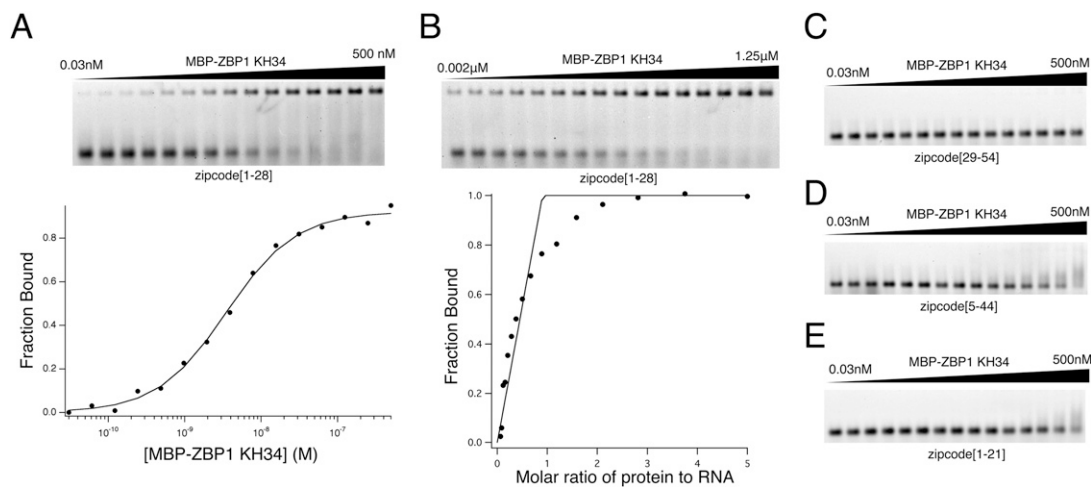 A
MBP-ZBP1 KH34
0.03nM
500 nM
zipcode[1-28]
Fraction Bound
0.8
0.6
0.4
0.2
0.0
10⁻¹⁰
10⁻⁹
10⁻⁸
10⁻⁷
[MBP-ZBP1 KH34] (M)
B
MBP-ZBP1 KH34
0.002μM
1.25μM
zipcode[1-28]
Fraction Bound
1.0
0.8
0.6
0.4
0.2
0.0
0
1
2
3
4
5
Molar ratio of protein to RNA
C
0.03nM
MBP-ZBP1 KH34
500nM
zipcode[29-54]
D
0.03nM
MBP-ZBP1 KH34
500nM
zipcode[5-44]
E
0.03nM
MBP-ZBP1 KH34
500nM
zipcode[1-21]